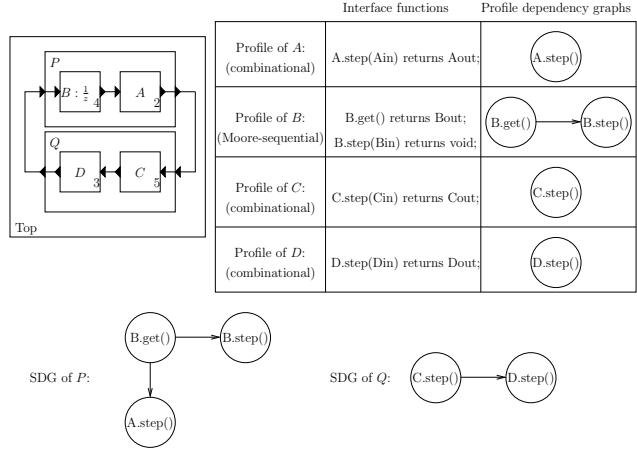 Interface functions
Profile dependency graphs
P
B : 1/z
4
A
2
Q
D
3
C
5
Top
Profile of A:
(combinational)
A.step(Ain) returns Aout;
A.step()
Profile of B:
(Moore-sequential)
B.get() returns Bout;
B.step(Bin) returns void;
B.get()
B.step()
Profile of C:
(combinational)
C.step(Cin) returns Cout;
C.step()
Profile of D:
(combinational)
D.step(Din) returns Dout;
D.step()
SDG of P:
B.get()
B.step()
A.step()
SDG of Q:
C.step()
D.step()